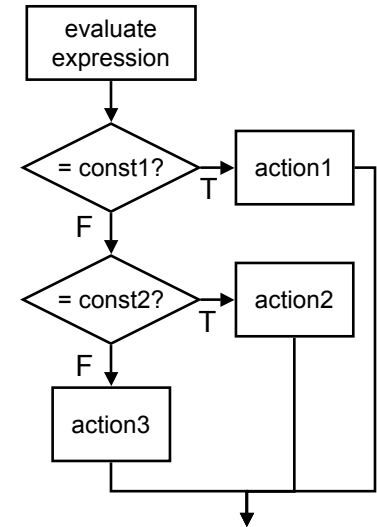 evaluate
expression
= const1?
T
action1
F
= const2?
T
action2
F
action3